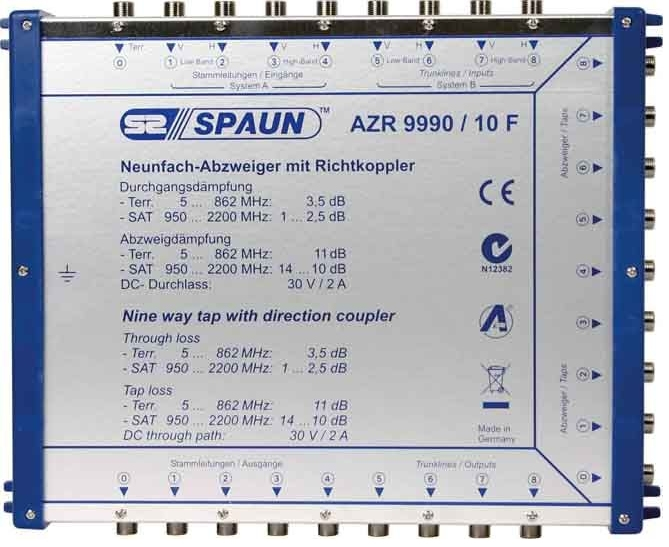 Terr. V H V H V H V H
0 1 Low-Band 2 3 High-Band 4 5 Low-Band 6 7 High-Band 8
Stammleitungen / Eingänge Trunklines / Inputs
System A System B
SPAUN™ AZR 9990 / 10 F
Neunfach-Abzweiger mit Richtkoppler
Durchgangsdämpfung
- Terr. 5 ... 862 MHz: 3,5 dB
- SAT 950 ... 2200 MHz: 1 ... 2,5 dB
Abzweigdämpfung
- Terr. 5 ... 862 MHz: 11 dB
- SAT 950 ... 2200 MHz: 14 ... 10 dB
DC- Durchlass: 30 V / 2 A
Nine way tap with direction coupler
Through loss
- Terr. 5 ... 862 MHz: 3,5 dB
- SAT 950 ... 2200 MHz: 1 ... 2,5 dB
Tap loss
- Terr. 5 ... 862 MHz: 11 dB
- SAT 950 ... 2200 MHz: 14 ... 10 dB
DC through path: 30 V / 2 A
CE
N12382
A
Made in
Germany
Abzweiger / Taps
Abzweiger / Taps
8
7
6
5
4
3
2
1
0
Stammleitungen / Ausgänge Trunklines / Outputs
0 1 2 3 4 5 6 7 8